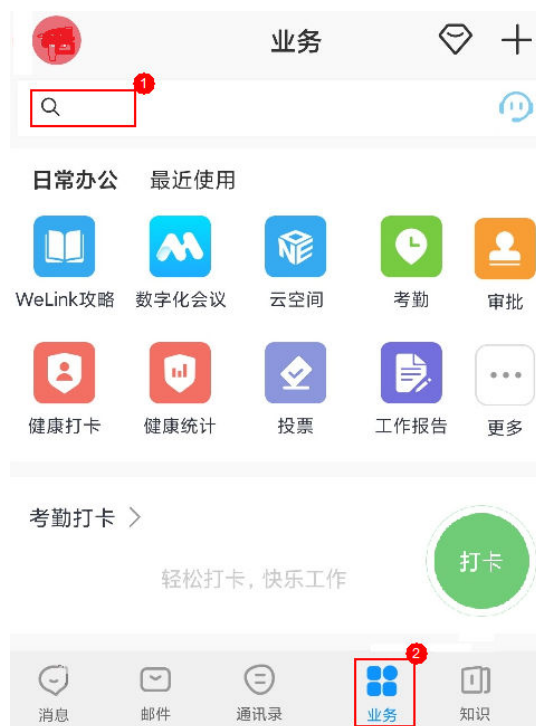 业务
1
日常办公 最近使用
WeLink攻略 数字化会议 云空间 考勤 审批
健康打卡 健康统计 投票 工作报告 更多
考勤打卡
打卡
轻松打卡，快乐工作
2
消息 邮件 通讯录 业务 知识